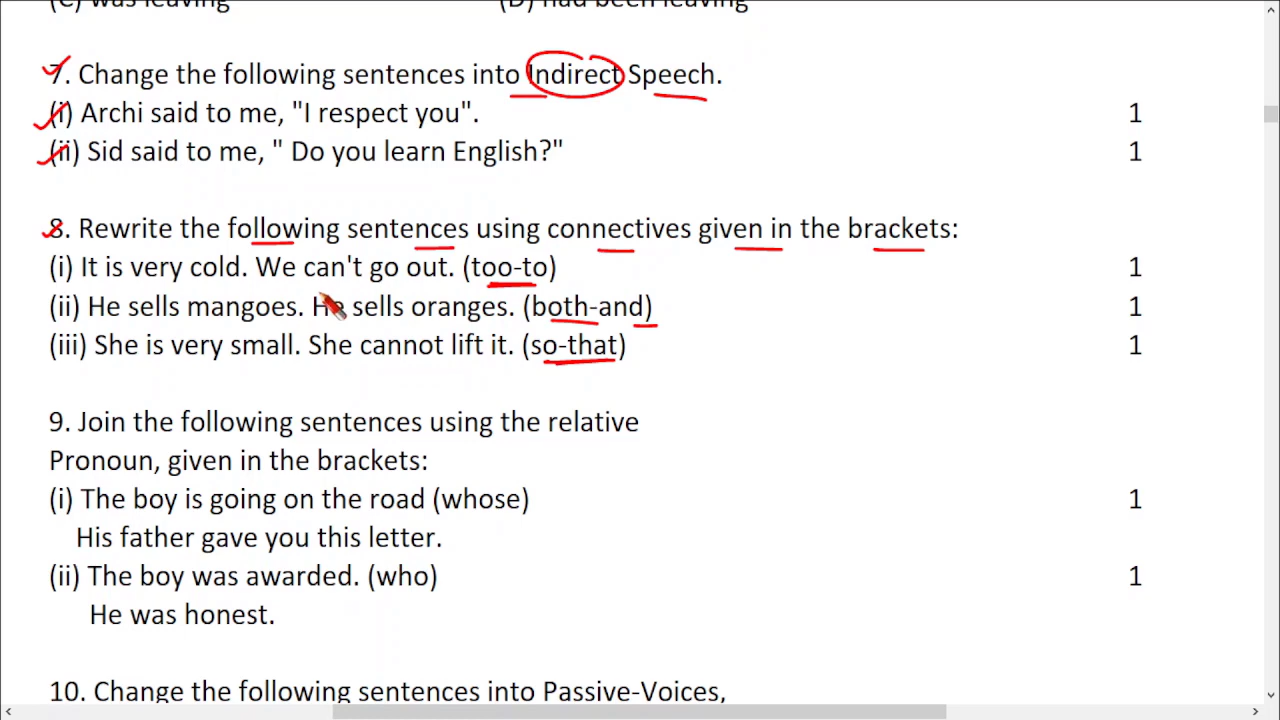 (C) was leaving (D) had been leaving
7. Change the following sentences into Indirect Speech.
(i) Archi said to me, "I respect you". 1
(ii) Sid said to me, " Do you learn English?" 1
8. Rewrite the following sentences using connectives given in the brackets:
(i) It is very cold. We can't go out. (too-to) 1
(ii) He sells mangoes. He sells oranges. (both-and) 1
(iii) She is very small. She cannot lift it. (so-that) 1
9. Join the following sentences using the relative
Pronoun, given in the brackets:
(i) The boy is going on the road (whose) 1
His father gave you this letter.
(ii) The boy was awarded. (who) 1
He was honest.
10. Change the following sentences into Passive-Voices,